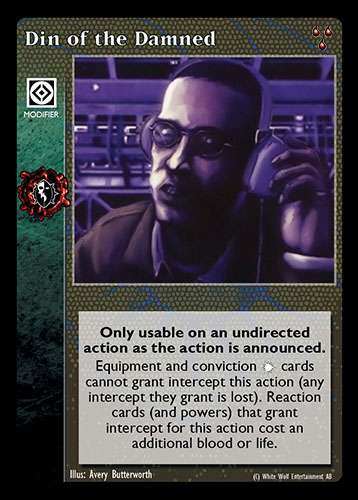 Din of the Damned
MODIFIER
Only usable on an undirected
action as the action is announced.
Equipment and conviction cards
cannot grant intercept this action (any
intercept they grant is lost). Reaction
cards (and powers) that grant
intercept for this action cost an
additional blood or life.
Illus: Avery Butterworth
(C) White Wolf Entertainment AB